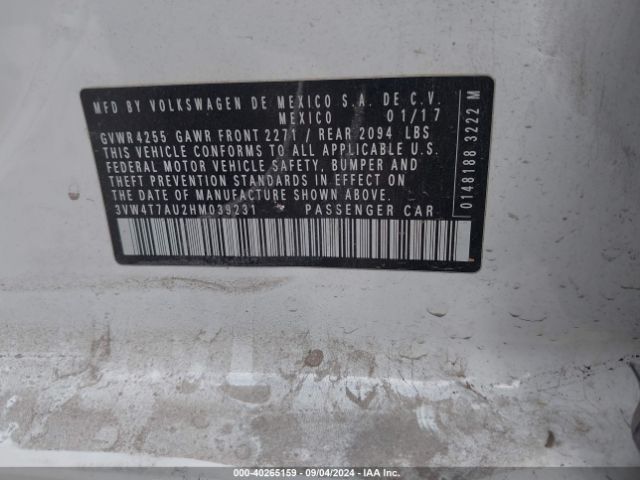 MFD BY VOLKSWAGEN DE MEXICO S.A. DE C.V.
MEXICO 01/17
GVWR4255 GAWR FRONT 2271 / REAR 2094 LBS
THIS VEHICLE CONFORMS TO ALL APPLICABLE U.S.
FEDERAL MOTOR VEHICLE SAFETY, BUMPER AND
THEFT PREVENTION STANDARDS IN EFFECT ON
THE DATE OF MANUFACTURE SHOWN ABOVE.
3VW4T7AU2HM039231 PASSENGER CAR
0148188 3222 M
000-40265159 - 09/04/2024 - IAA Inc.